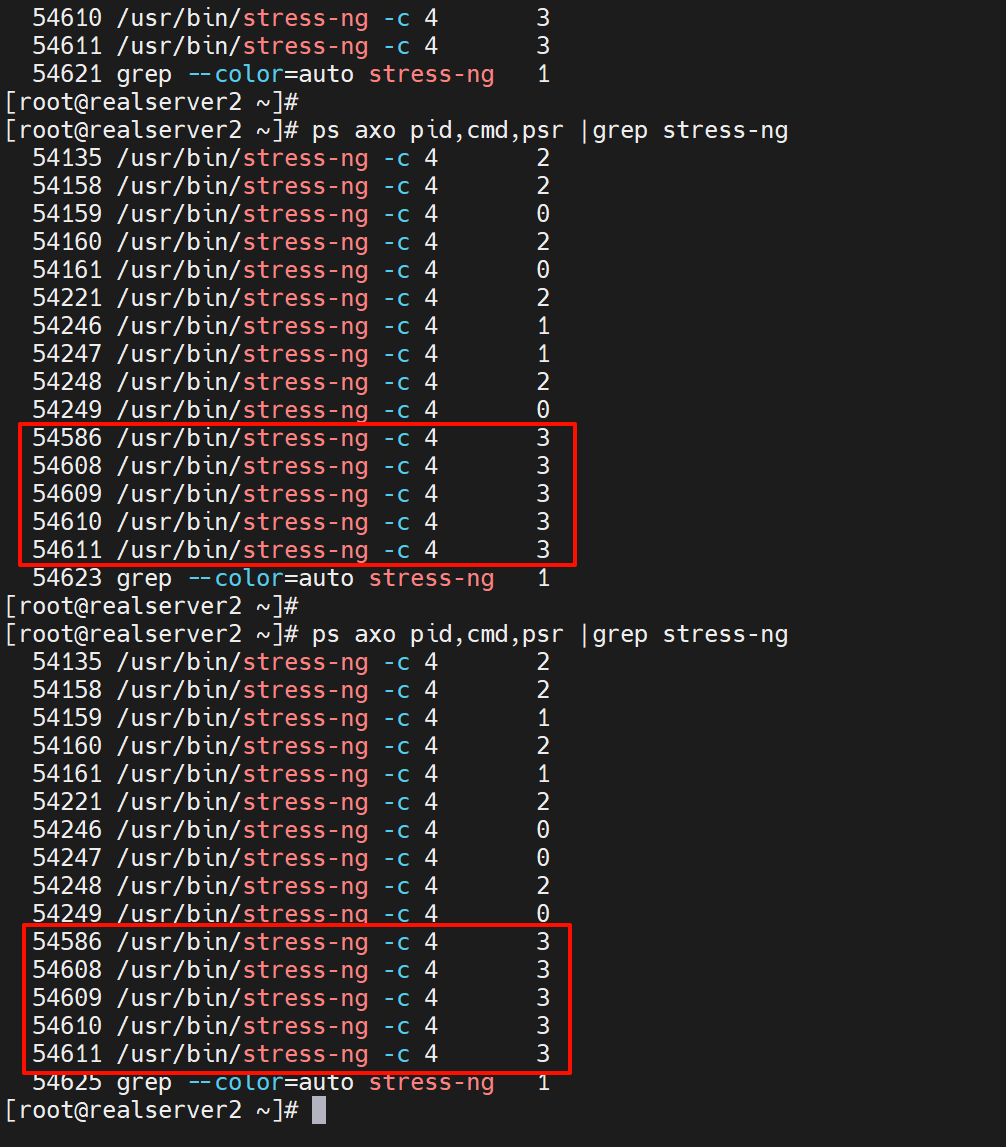 54610 /usr/bin/stress-ng -c 4 3
54611 /usr/bin/stress-ng -c 4 3
54621 grep --color=auto stress-ng 1
[root@realserver2 ~]#
[root@realserver2 ~]# ps axo pid,cmd,psr |grep stress-ng
54135 /usr/bin/stress-ng -c 4 2
54158 /usr/bin/stress-ng -c 4 2
54159 /usr/bin/stress-ng -c 4 0
54160 /usr/bin/stress-ng -c 4 2
54161 /usr/bin/stress-ng -c 4 0
54221 /usr/bin/stress-ng -c 4 2
54246 /usr/bin/stress-ng -c 4 1
54247 /usr/bin/stress-ng -c 4 1
54248 /usr/bin/stress-ng -c 4 2
54249 /usr/bin/stress-ng -c 4 0
54586 /usr/bin/stress-ng -c 4 3
54608 /usr/bin/stress-ng -c 4 3
54609 /usr/bin/stress-ng -c 4 3
54610 /usr/bin/stress-ng -c 4 3
54611 /usr/bin/stress-ng -c 4 3
54623 grep --color=auto stress-ng 1
[root@realserver2 ~]#
[root@realserver2 ~]# ps axo pid,cmd,psr |grep stress-ng
54135 /usr/bin/stress-ng -c 4 2
54158 /usr/bin/stress-ng -c 4 2
54159 /usr/bin/stress-ng -c 4 1
54160 /usr/bin/stress-ng -c 4 2
54161 /usr/bin/stress-ng -c 4 1
54221 /usr/bin/stress-ng -c 4 2
54246 /usr/bin/stress-ng -c 4 0
54247 /usr/bin/stress-ng -c 4 0
54248 /usr/bin/stress-ng -c 4 2
54249 /usr/bin/stress-ng -c 4 0
54586 /usr/bin/stress-ng -c 4 3
54608 /usr/bin/stress-ng -c 4 3
54609 /usr/bin/stress-ng -c 4 3
54610 /usr/bin/stress-ng -c 4 3
54611 /usr/bin/stress-ng -c 4 3
54625 grep --color=auto stress-ng 1
[root@realserver2 ~]#